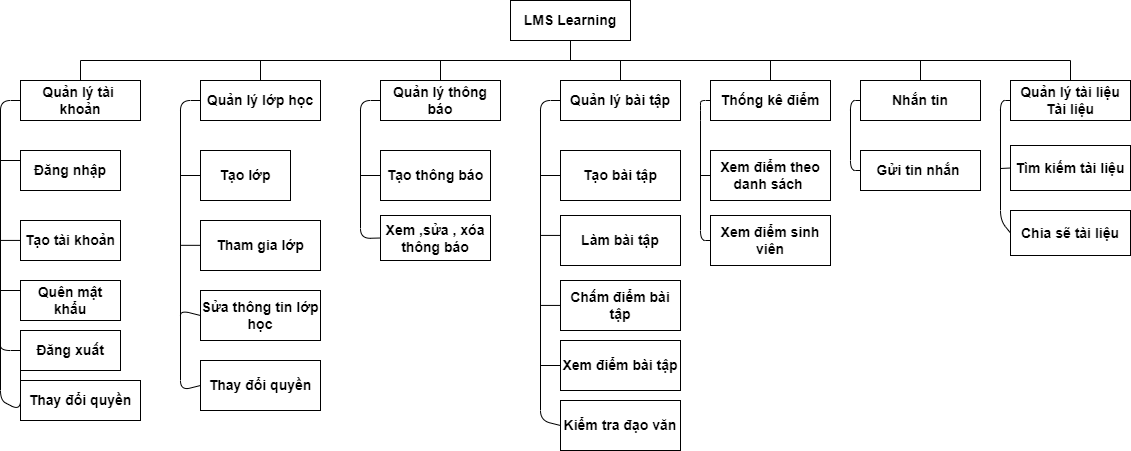 LMS Learning
Quản lý tài
khoản
Đăng nhập
Tạo tài khoản
Quên mật
khẩu
Đăng xuất
Thay đổi quyền
Quản lý lớp học
Tạo lớp
Tham gia lớp
Sửa thông tin lớp
học
Thay đổi quyền
Quản lý thông
báo
Tạo thông báo
Xem ,sửa , xóa
thông báo
Quản lý bài tập
Tạo bài tập
Làm bài tập
Chấm điểm bài
tập
Xem điểm bài tập
Kiểm tra đạo văn
Thống kê điểm
Xem điểm theo
danh sách
Xem điểm sinh
viên
Nhắn tin
Gửi tin nhắn
Quản lý tài liệu
Tài liệu
Tìm kiếm tài liệu
Chia sẽ tài liệu